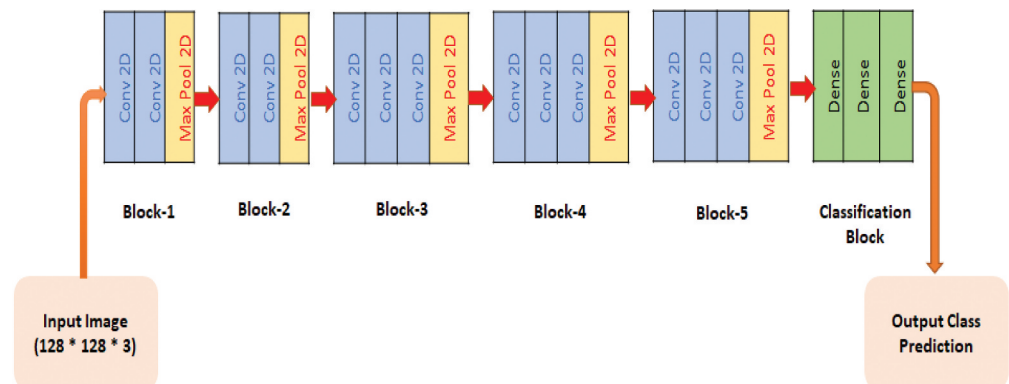 Conv 2D
Conv 2D
Max Pool 2D
Conv 2D
Conv 2D
Max Pool 2D
Conv 2D
Conv 2D
Conv 2D
Max Pool 2D
Conv 2D
Conv 2D
Conv 2D
Max Pool 2D
Conv 2D
Conv 2D
Conv 2D
Max Pool 2D
Dense
Dense
Dense
Block-1
Block-2
Block-3
Block-4
Block-5
Classification
Block
Input Image
(128 * 128 * 3)
Output Class
Prediction